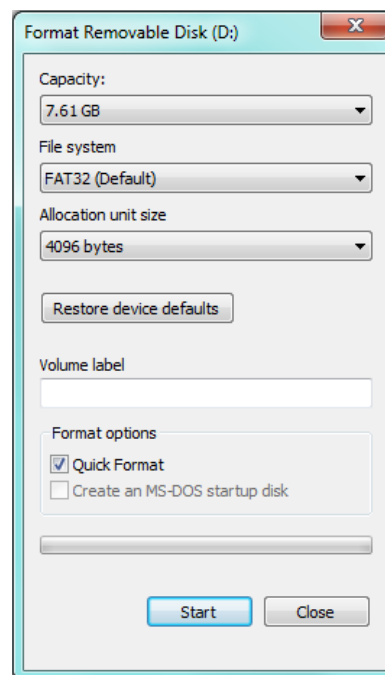 Format Removable Disk (D:)
Capacity:
7.61 GB
File system
FAT32 (Default)
Allocation unit size
4096 bytes
Restore device defaults
Volume label
Format options
Quick Format
Create an MS-DOS startup disk
Start Close